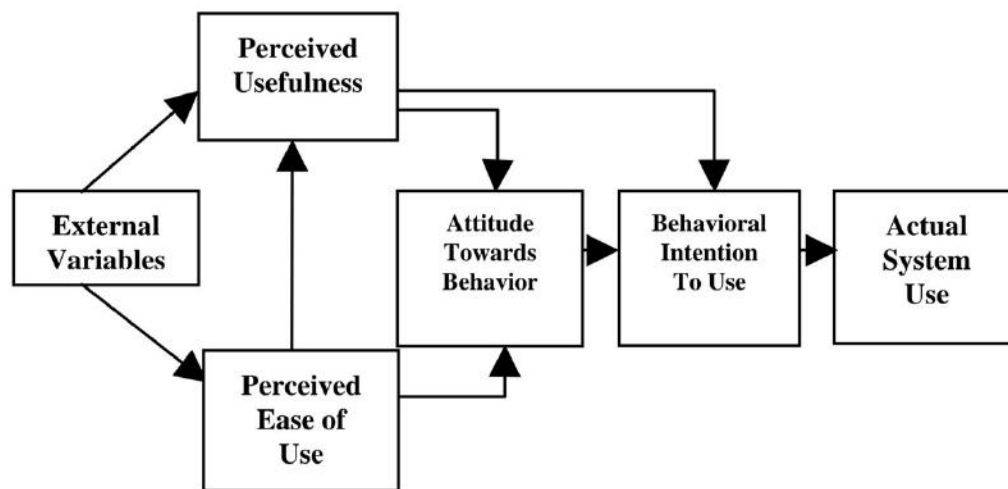 Perceived
Usefulness
External
Variables
Perceived
Ease of
Use
Attitude
Towards
Behavior
Behavioral
Intention
To Use
Actual
System
Use